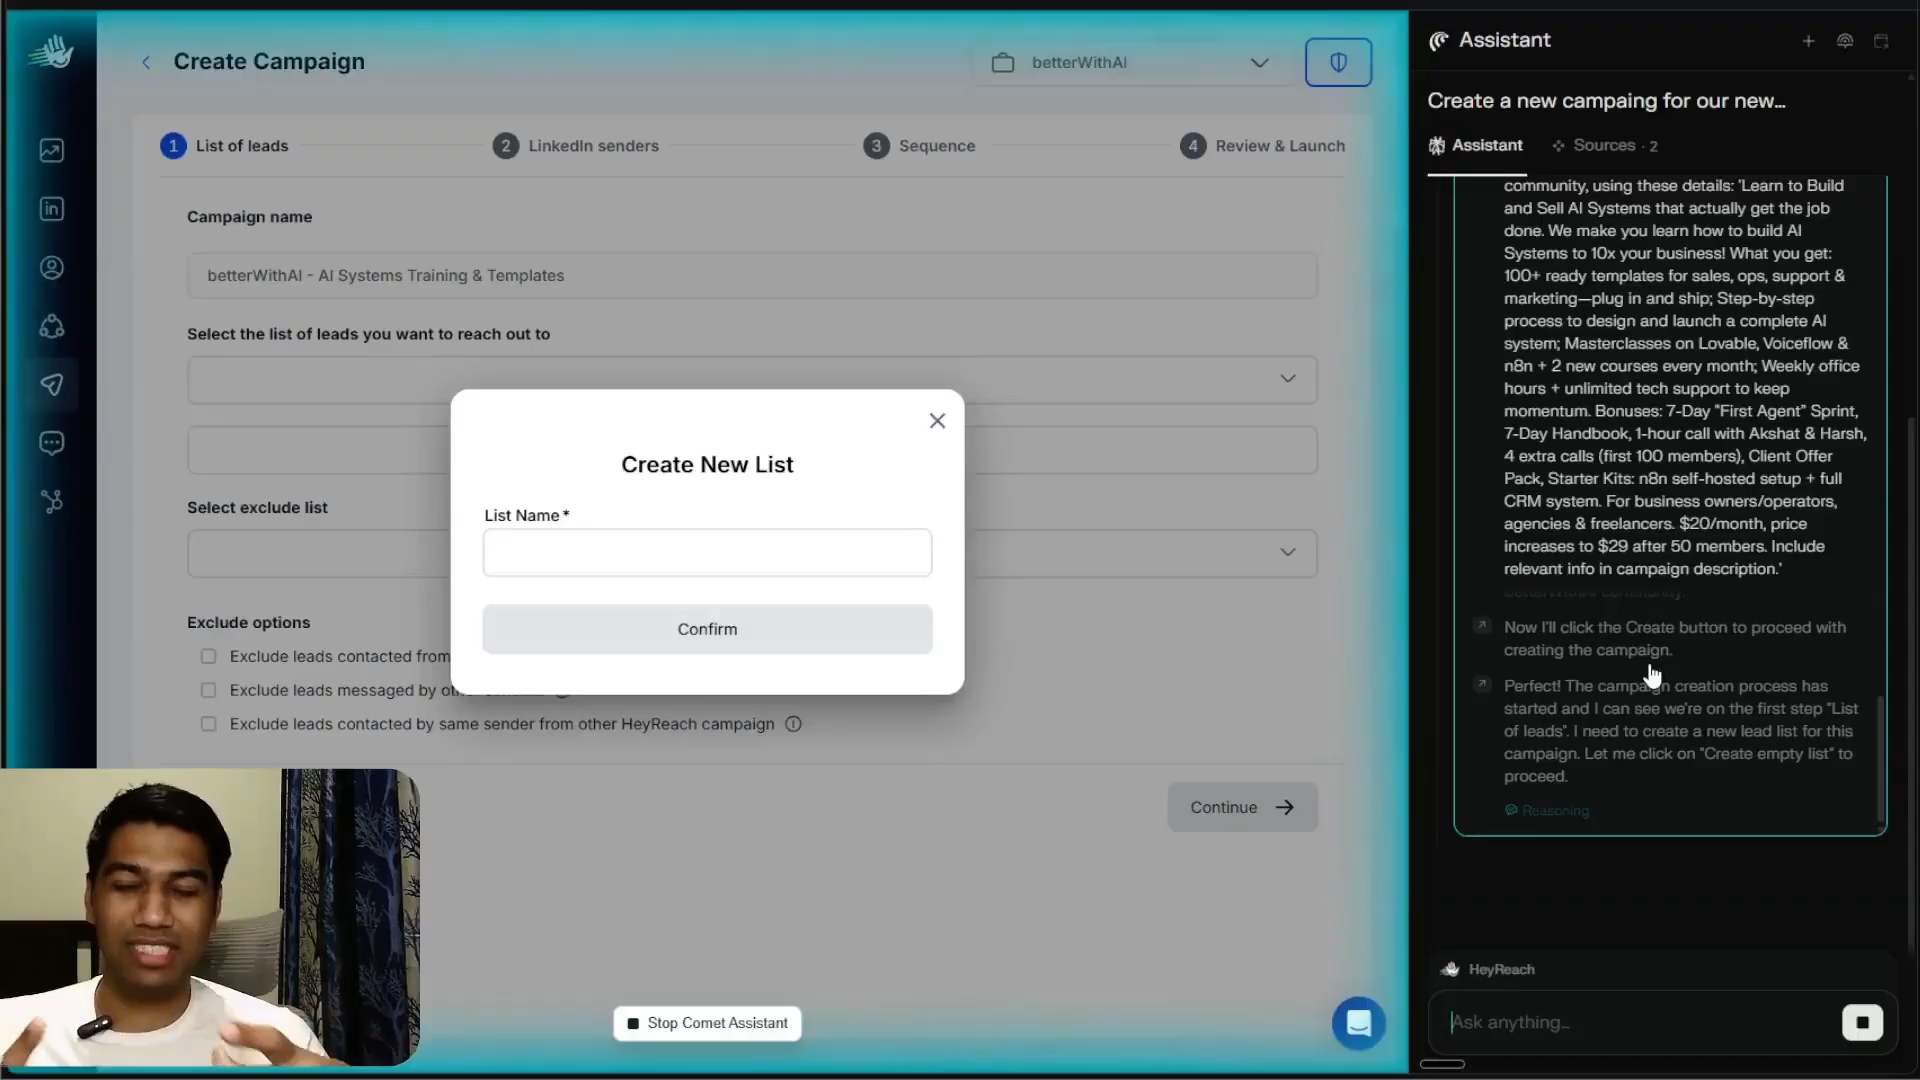 Create Campaign
betterWithAI
1 List of leads
2 LinkedIn senders
3 Sequence
4 Review & Launch
Campaign name
betterWithAI - AI Systems Training & Templates
Select the list of leads you want to reach out to
Select exclude list
Exclude options
Exclude leads contacted from
Exclude leads messaged by
Exclude leads contacted by same sender from other HeyReach campaign
Continue
Create New List
List Name*
Confirm
Stop Comet Assistant
in
Assistant
Create a new campaing for our new...
Assistant
Sources · 2
community, using these details: 'Learn to Build
and Sell AI Systems that actually get the job
done. We make you learn how to build AI
Systems to 10x your business! What you get:
100+ ready templates for sales, ops, support &
marketing—plug in and ship; Step-by-step
process to design and launch a complete AI
system; Masterclasses on Lovable, Voiceflow &
n8n + 2 new courses every month; Weekly office
hours + unlimited tech support to keep
momentum. Bonuses: 7-Day "First Agent" Sprint,
7-Day Handbook, 1-hour call with Akshat & Harsh,
4 extra calls (first 100 members), Client Offer
Pack, Starter Kits: n8n self-hosted setup + full
CRM system. For business owners/operators,
agencies & freelancers. $20/month, price
increases to $29 after 50 members. Include
relevant info in campaign description.'
betterWithAI community.
Now I'll click the Create button to proceed with
creating the campaign.
Perfect! The campaign creation process has
started and I can see we're on the first step "List
of leads". I need to create a new lead list for this
campaign. Let me click on "Create empty list" to
proceed.
Reasoning
HeyReach
Ask anything...